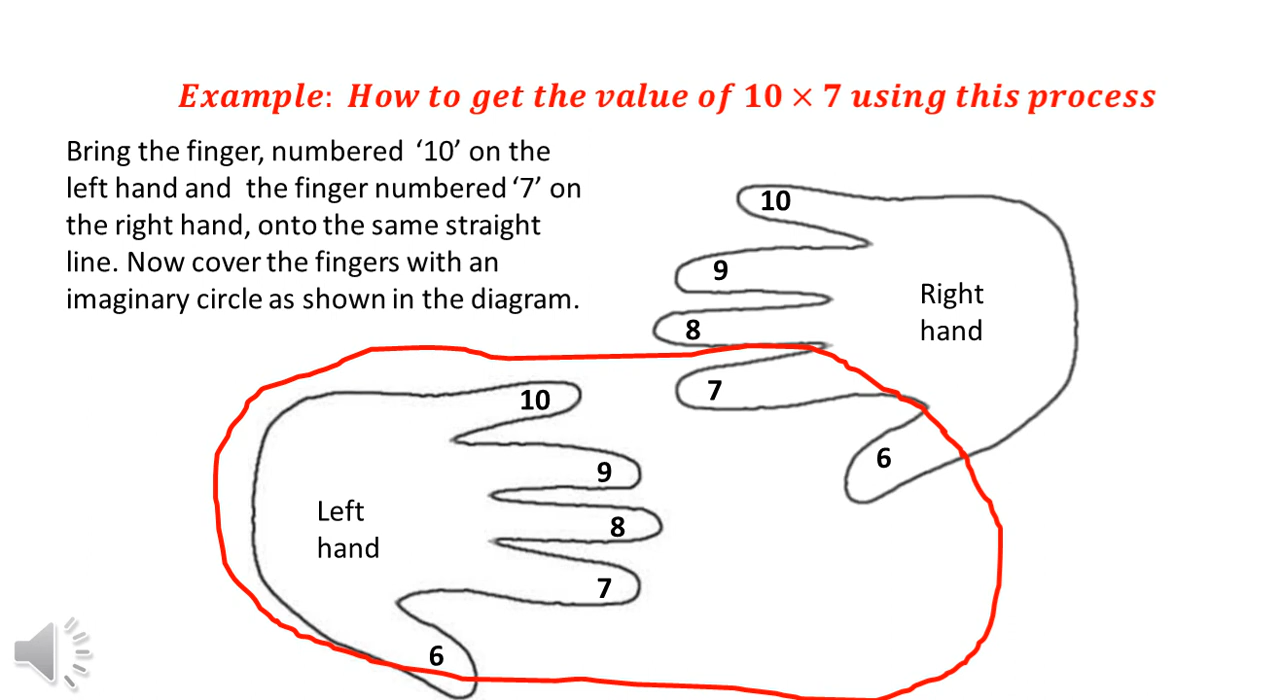 Example: How to get the value of 10 × 7 using this process
Bring the finger, numbered ‘10’ on the
left hand and the finger numbered ‘7’ on
the right hand, onto the same straight
line. Now cover the fingers with an
imaginary circle as shown in the diagram.
10
9
8
7
6
Right
hand
10
9
8
7
6
Left
hand